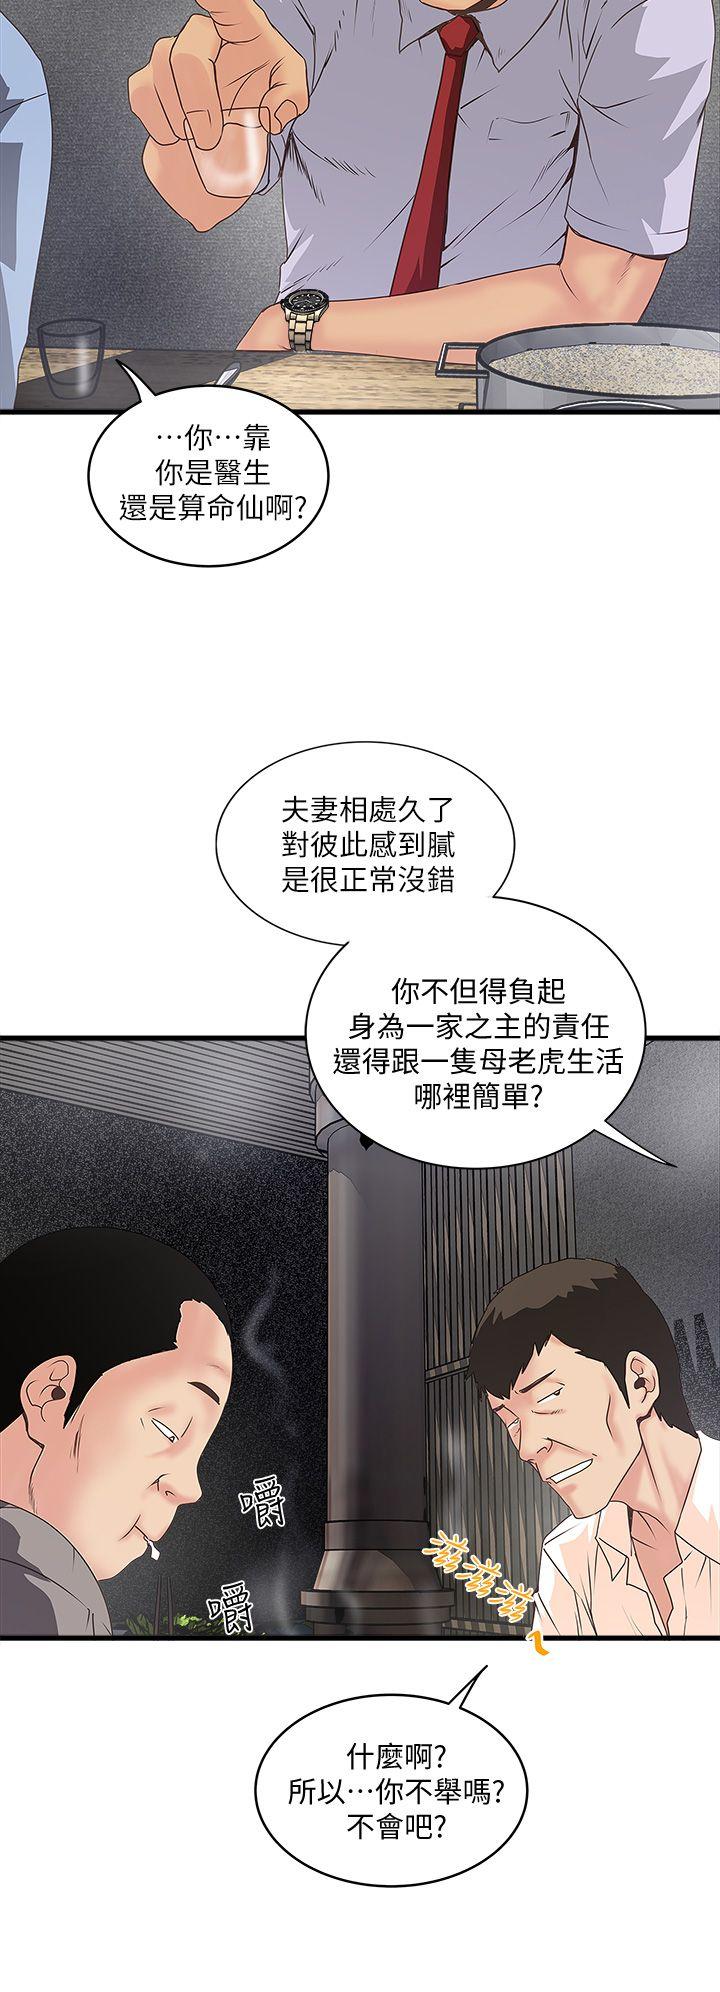 …你…靠
你是醫生
還是算命仙啊?
夫妻相處久了
對彼此感到膩
是很正常沒錯
你不但得負起
身為一家之主的責任
還得跟一隻母老虎生活
哪裡簡單?
嚼
嚼
滋滋滋
什麼啊?
所以…你不舉嗎?
不會吧?